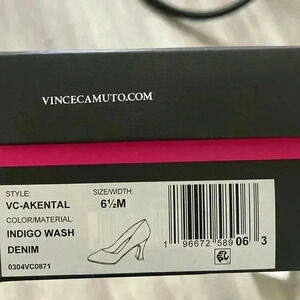 VINCECAMUTO.COM
STYLE: SIZE/WIDTH:
VC-AKENTAL 6½M
COLOR/MATERIAL:
INDIGO WASH
DENIM
0304VC0871
1 96672 589 06 3